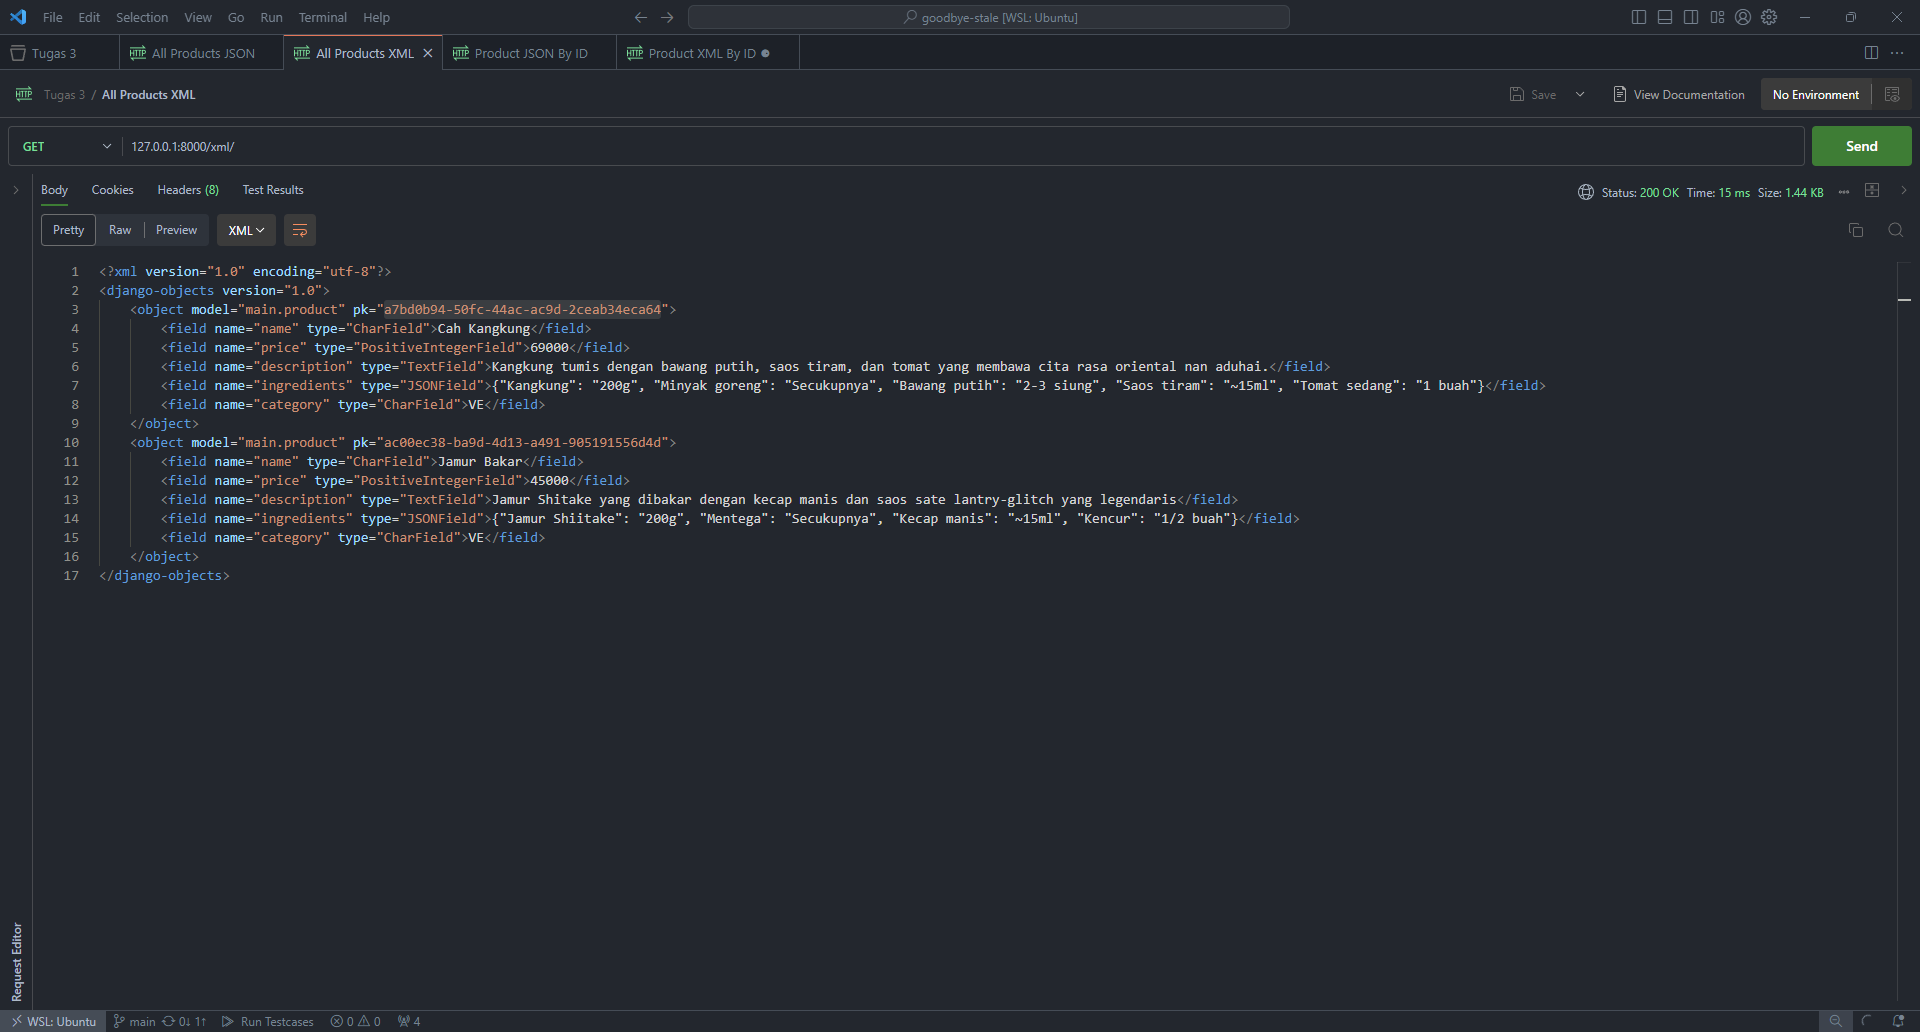 File Edit Selection View Go Run Terminal Help
goodbye-stale [WSL: Ubuntu]
Tugas 3
HTTP All Products JSON
HTTP All Products XML
HTTP Product JSON By ID
HTTP Product XML By ID
HTTP Tugas 3 / All Products XML
Save
View Documentation
No Environment
GET
127.0.0.1:8000/xml/
Send
Body Cookies Headers (8) Test Results
Status: 200 OK Time: 15 ms Size: 1.44 KB
Pretty Raw Preview XML
1 <?xml version="1.0" encoding="utf-8"?>
2 <django-objects version="1.0">
3 <object model="main.product" pk="a7bd0b94-50fc-44ac-ac9d-2ceab34eca64">
4 <field name="name" type="CharField">Cah Kangkung</field>
5 <field name="price" type="PositiveIntegerField">69000</field>
6 <field name="description" type="TextField">Kangkung tumis dengan bawang putih, saos tiram, dan tomat yang membawa cita rasa oriental nan aduhai.</field>
7 <field name="ingredients" type="JSONField">{"Kangkung": "200g", "Minyak goreng": "Secukupnya", "Bawang putih": "2-3 siung", "Saos tiram": "~15ml", "Tomat sedang": "1 buah"}</field>
8 <field name="category" type="CharField">VE</field>
9 </object>
10 <object model="main.product" pk="ac00ec38-ba9d-4d13-a491-905191556d4d">
11 <field name="name" type="CharField">Jamur Bakar</field>
12 <field name="price" type="PositiveIntegerField">45000</field>
13 <field name="description" type="TextField">Jamur Shitake yang dibakar dengan kecap manis dan saos sate lantry-glitch yang legendaris</field>
14 <field name="ingredients" type="JSONField">{"Jamur Shiitake": "200g", "Mentega": "Secukupnya", "Kecap manis": "~15ml", "Kencur": "1/2 buah"}</field>
15 <field name="category" type="CharField">VE</field>
16 </object>
17 </django-objects>
Request Editor
WSL: Ubuntu main 0↓ 1↑ Run Testcases 0 0 4